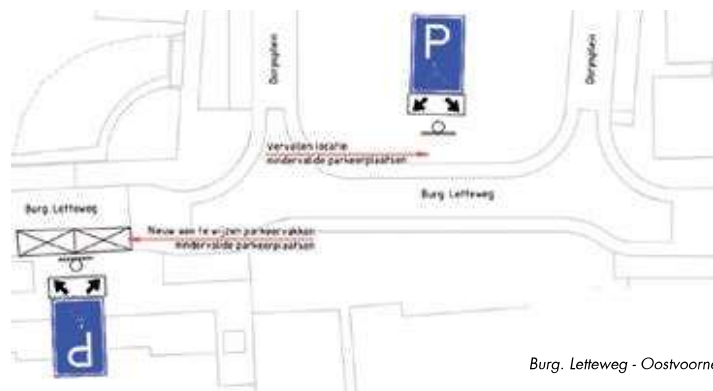 Dorpsplein
P
Dorpsplein
Vervallen locatie
mindervalide parkeerplaatsen
Burg. Letteweg
Burg. Letteweg
Nieuw aan te wijzen parkeervakken
mindervalide parkeerplaatsen
P
Burg. Letteweg - Oostvoorne